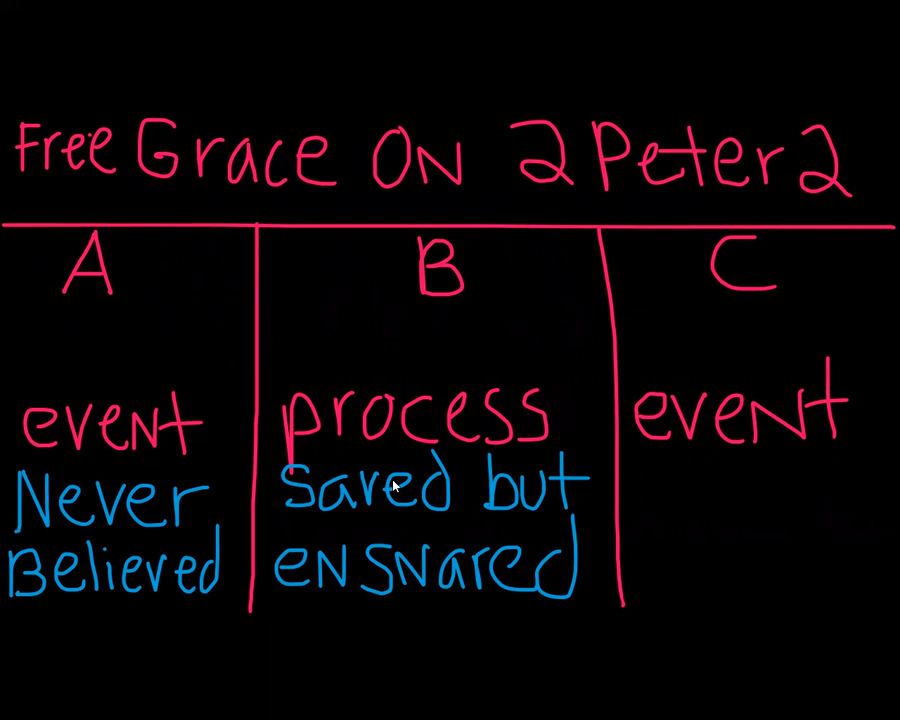 Free Grace ON 2 Peter 2
A B C
event process event
Never Saved but
Believed ENSNared